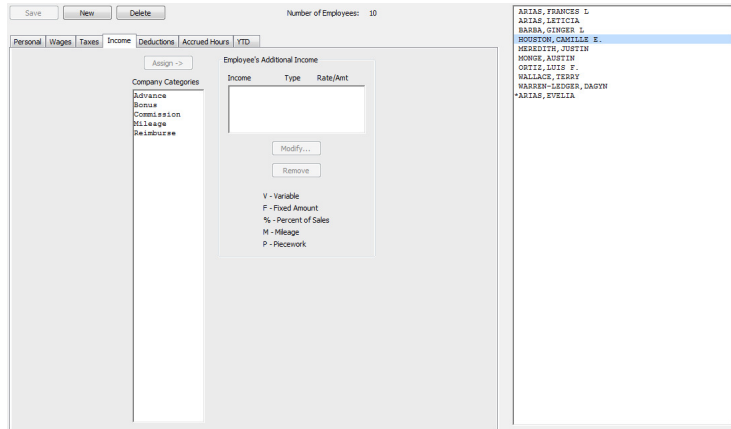 Save New Delete Number of Employees: 10
Personal Wages Taxes Income Deductions Accrued Hours YTD
Assign ->
Company Categories
Advance
Bonus
Commission
Mileage
Reimburse
Employee's Additional Income
Income Type Rate/Amt
Modify...
Remove
V - Variable
F - Fixed Amount
% - Percent of Sales
M - Mileage
P - Piecework
ARIAS,FRANCES L
ARIAS,LETICIA
BARBA,GINGER L
HOUSTON,CAMILLE E.
MEREDITH,JUSTIN
MONGE,AUSTIN
ORTIZ,LUIS F.
WALLACE,TERRY
WARREN-LEDGER,DAGYN
*ARIAS,EVELIA